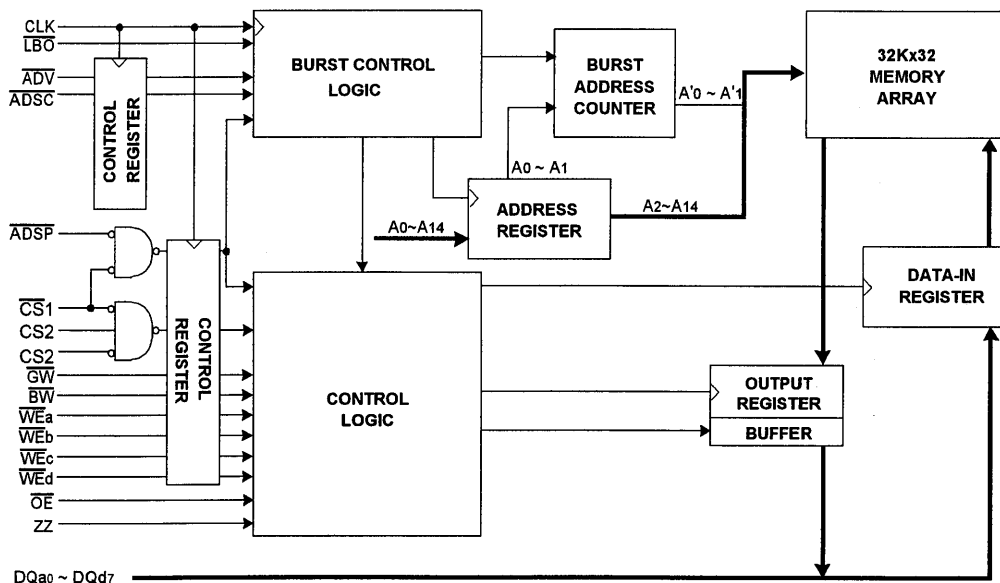 CLK
LBO
ADV
ADSC
CONTROL
REGISTER
BURST CONTROL
LOGIC
BURST
ADDRESS
COUNTER
A'0 ~ A'1
32Kx32
MEMORY
ARRAY
A0 ~ A1
ADDRESS
REGISTER
A0~A14
A2~A14
ADSP
CS1
CS2
CS2
GW
BW
WEa
WEb
WEc
WEd
OE
ZZ
CONTROL
REGISTER
CONTROL
LOGIC
DATA-IN
REGISTER
OUTPUT
REGISTER
BUFFER
DQa0 ~ DQd7